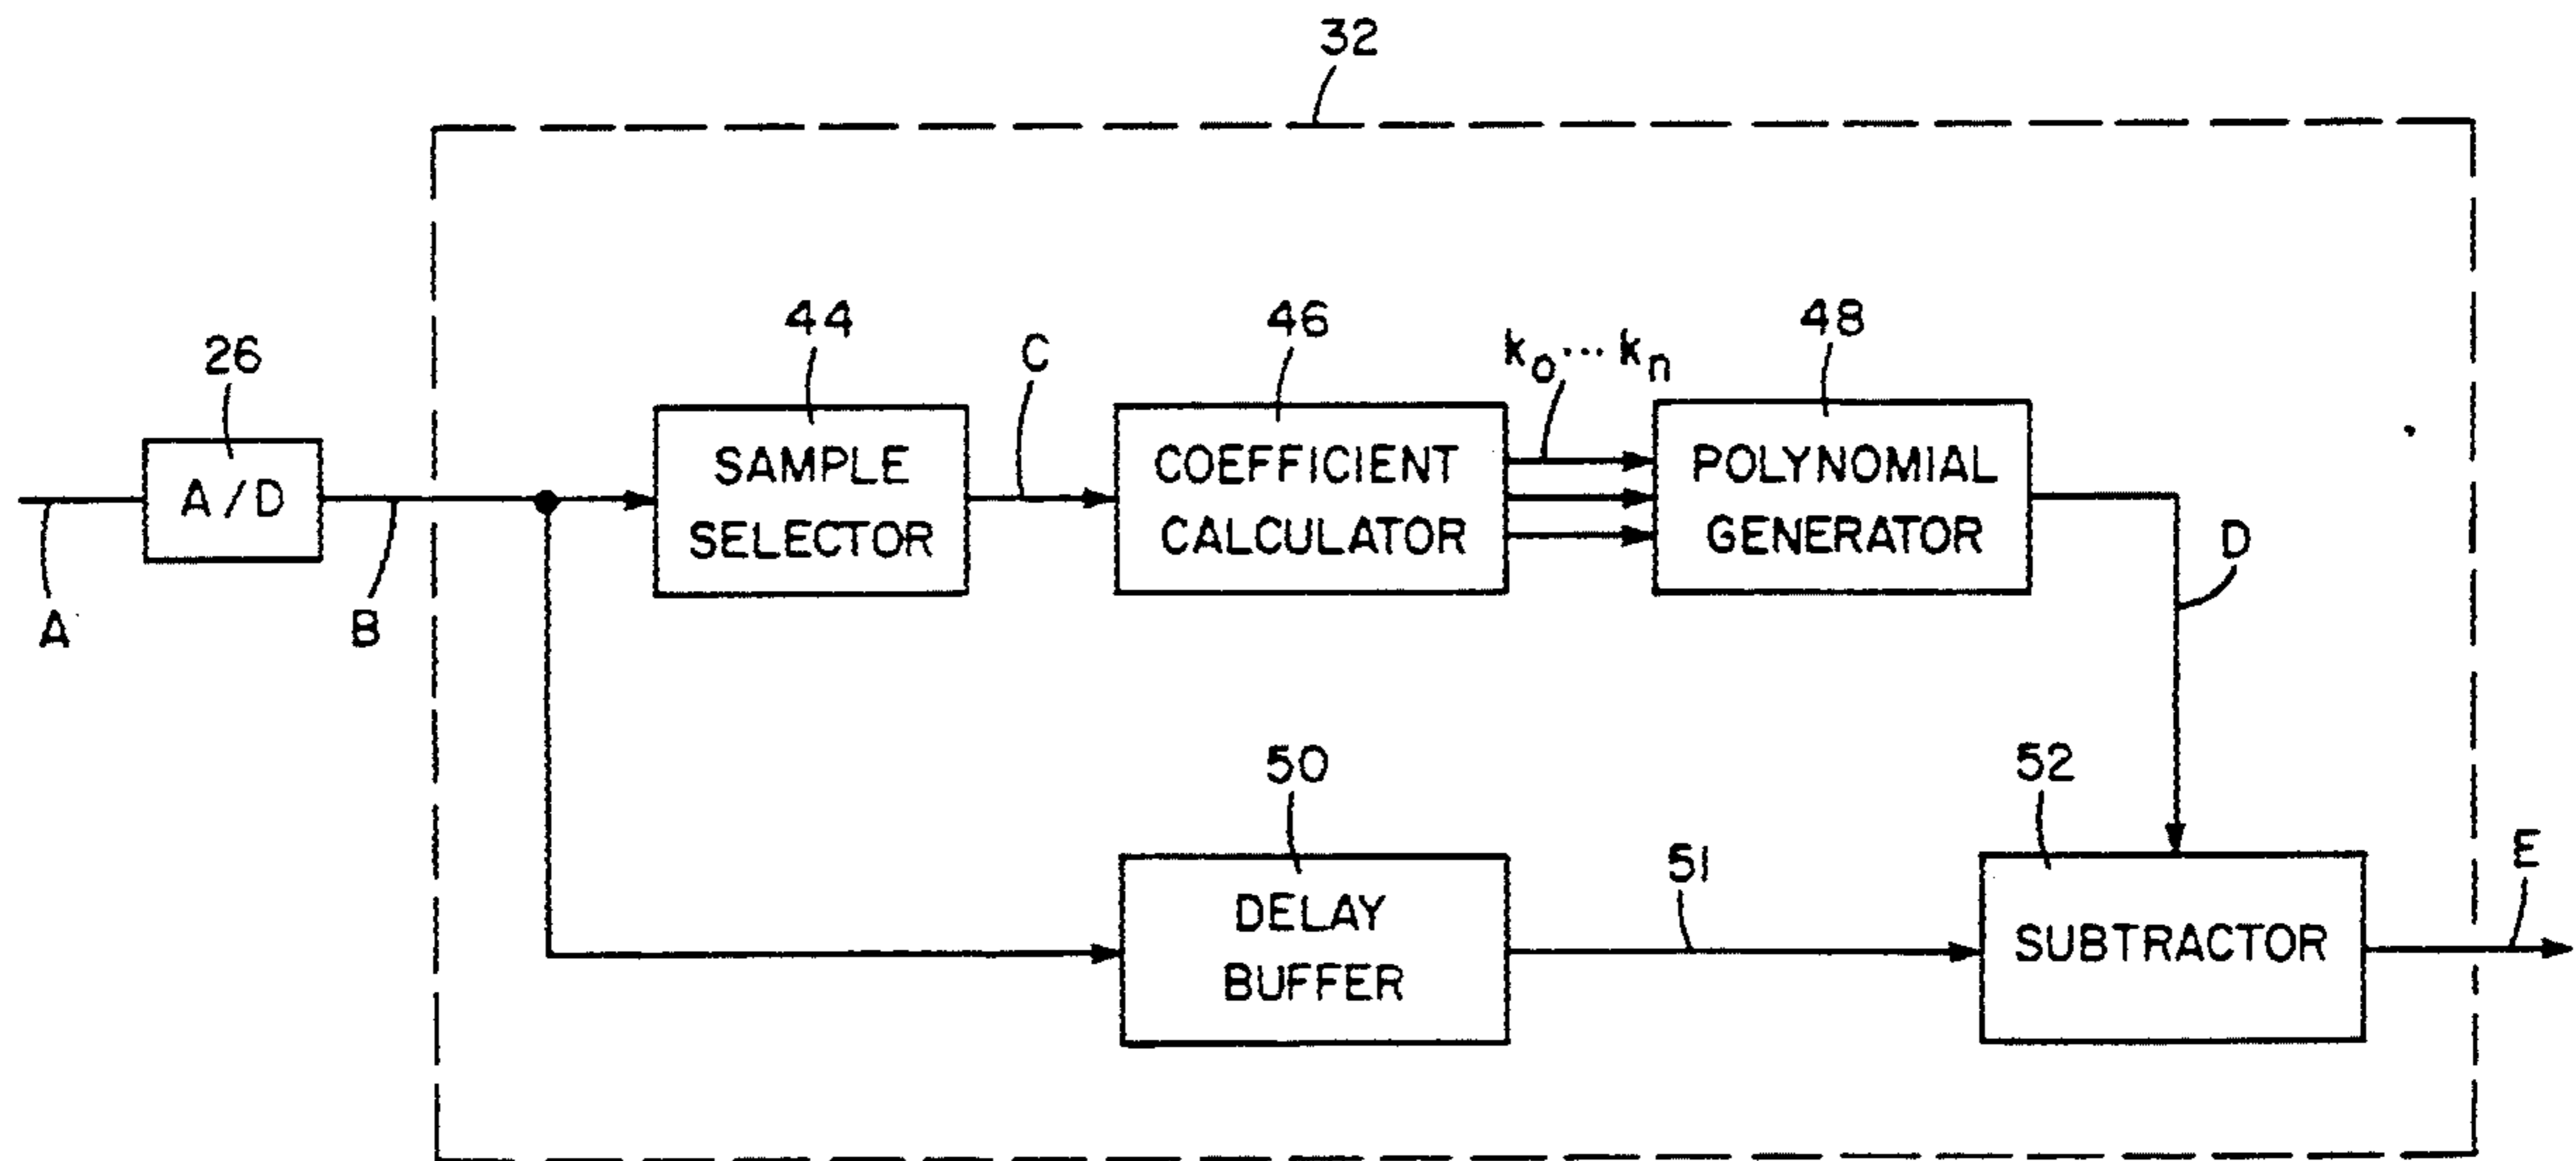 32
44
46
k₀ ··· kₙ
48
26
C
SAMPLE
SELECTOR
COEFFICIENT
CALCULATOR
POLYNOMIAL
GENERATOR
A/D
A
B
D
50
52
51
E
DELAY
BUFFER
SUBTRACTOR